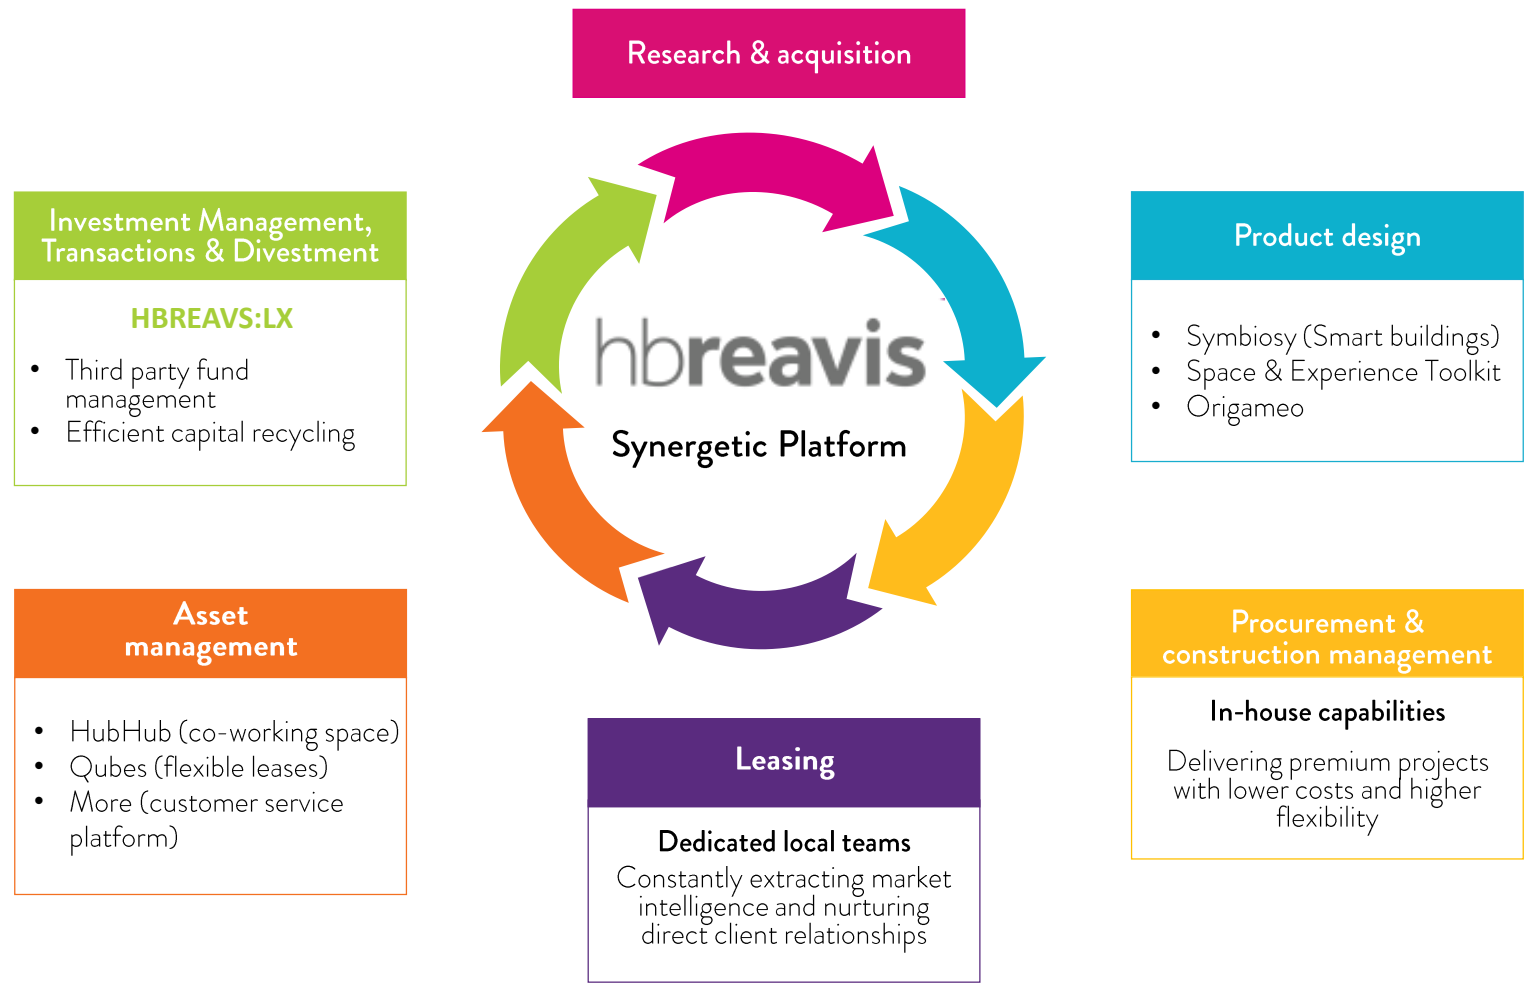 Research & acquisition
Investment Management,
Transactions & Divestment
HBREAVS:LX
• Third party fund
management
• Efficient capital recycling
Product design
• Symbiosy (Smart buildings)
• Space & Experience Toolkit
• Origameo
hbreavis
Synergetic Platform
Asset
management
• HubHub (co-working space)
• Qubes (flexible leases)
• More (customer service
platform)
Leasing
Dedicated local teams
Constantly extracting market
intelligence and nurturing
direct client relationships
Procurement &
construction management
In-house capabilities
Delivering premium projects
with lower costs and higher
flexibility